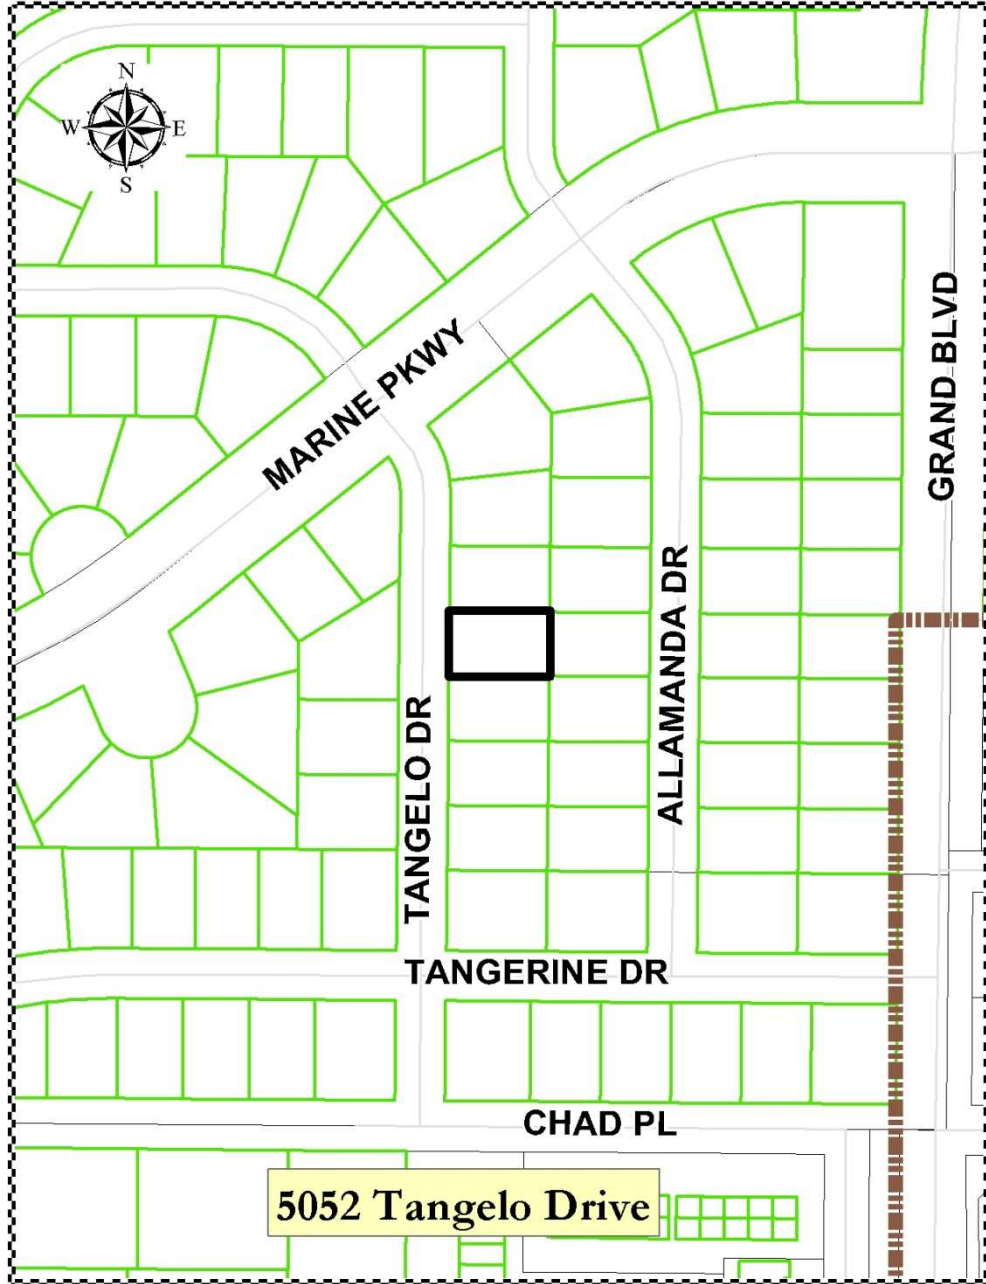 N
W E
S
MARINE PKWY
GRAND BLVD
ALLAMANDA DR
TANGELO DR
TANGERINE DR
CHAD PL
5052 Tangelo Drive